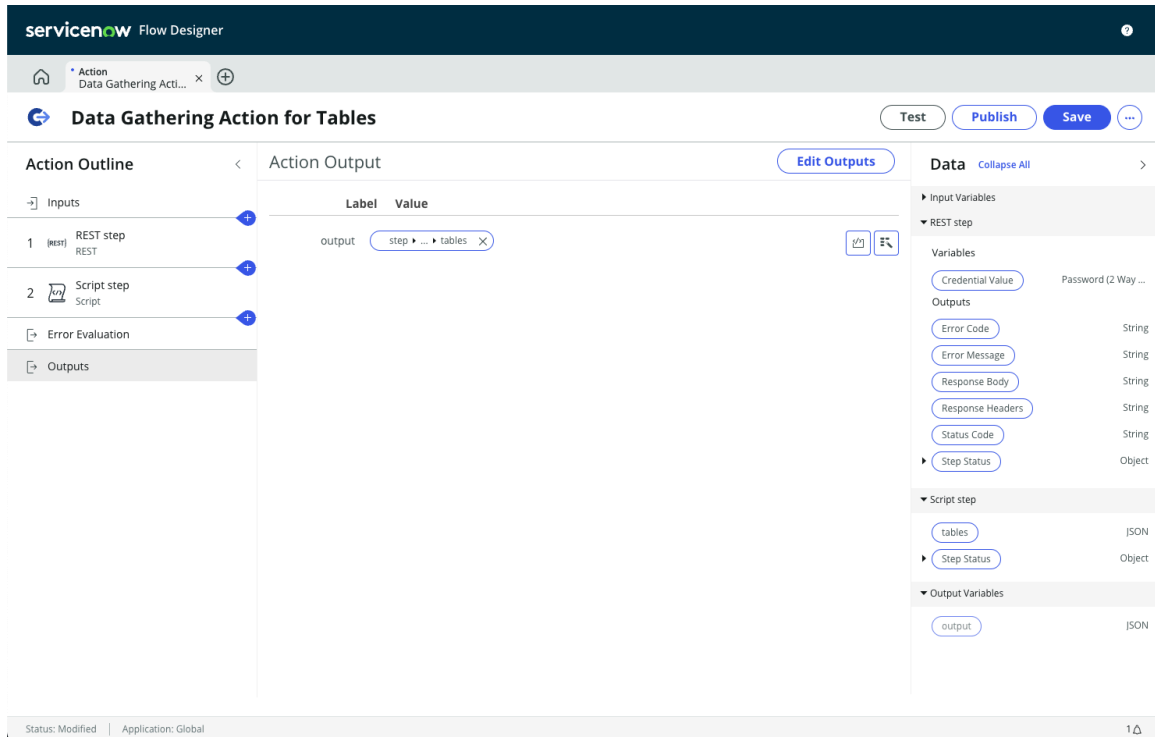 servicenow Flow Designer
Action
Data Gathering Acti...
Data Gathering Action for Tables
Test
Publish
Save
Action Outline
Inputs
1 {REST} REST step
REST
2 Script step
Script
Error Evaluation
Outputs
Action Output
Edit Outputs
Label Value
output step ... tables
Data Collapse All
Input Variables
REST step
Variables
Credential Value Password (2 Way ...
Outputs
Error Code String
Error Message String
Response Body String
Response Headers String
Status Code String
Step Status Object
Script step
tables JSON
Step Status Object
Output Variables
output JSON
Status: Modified Application: Global
1